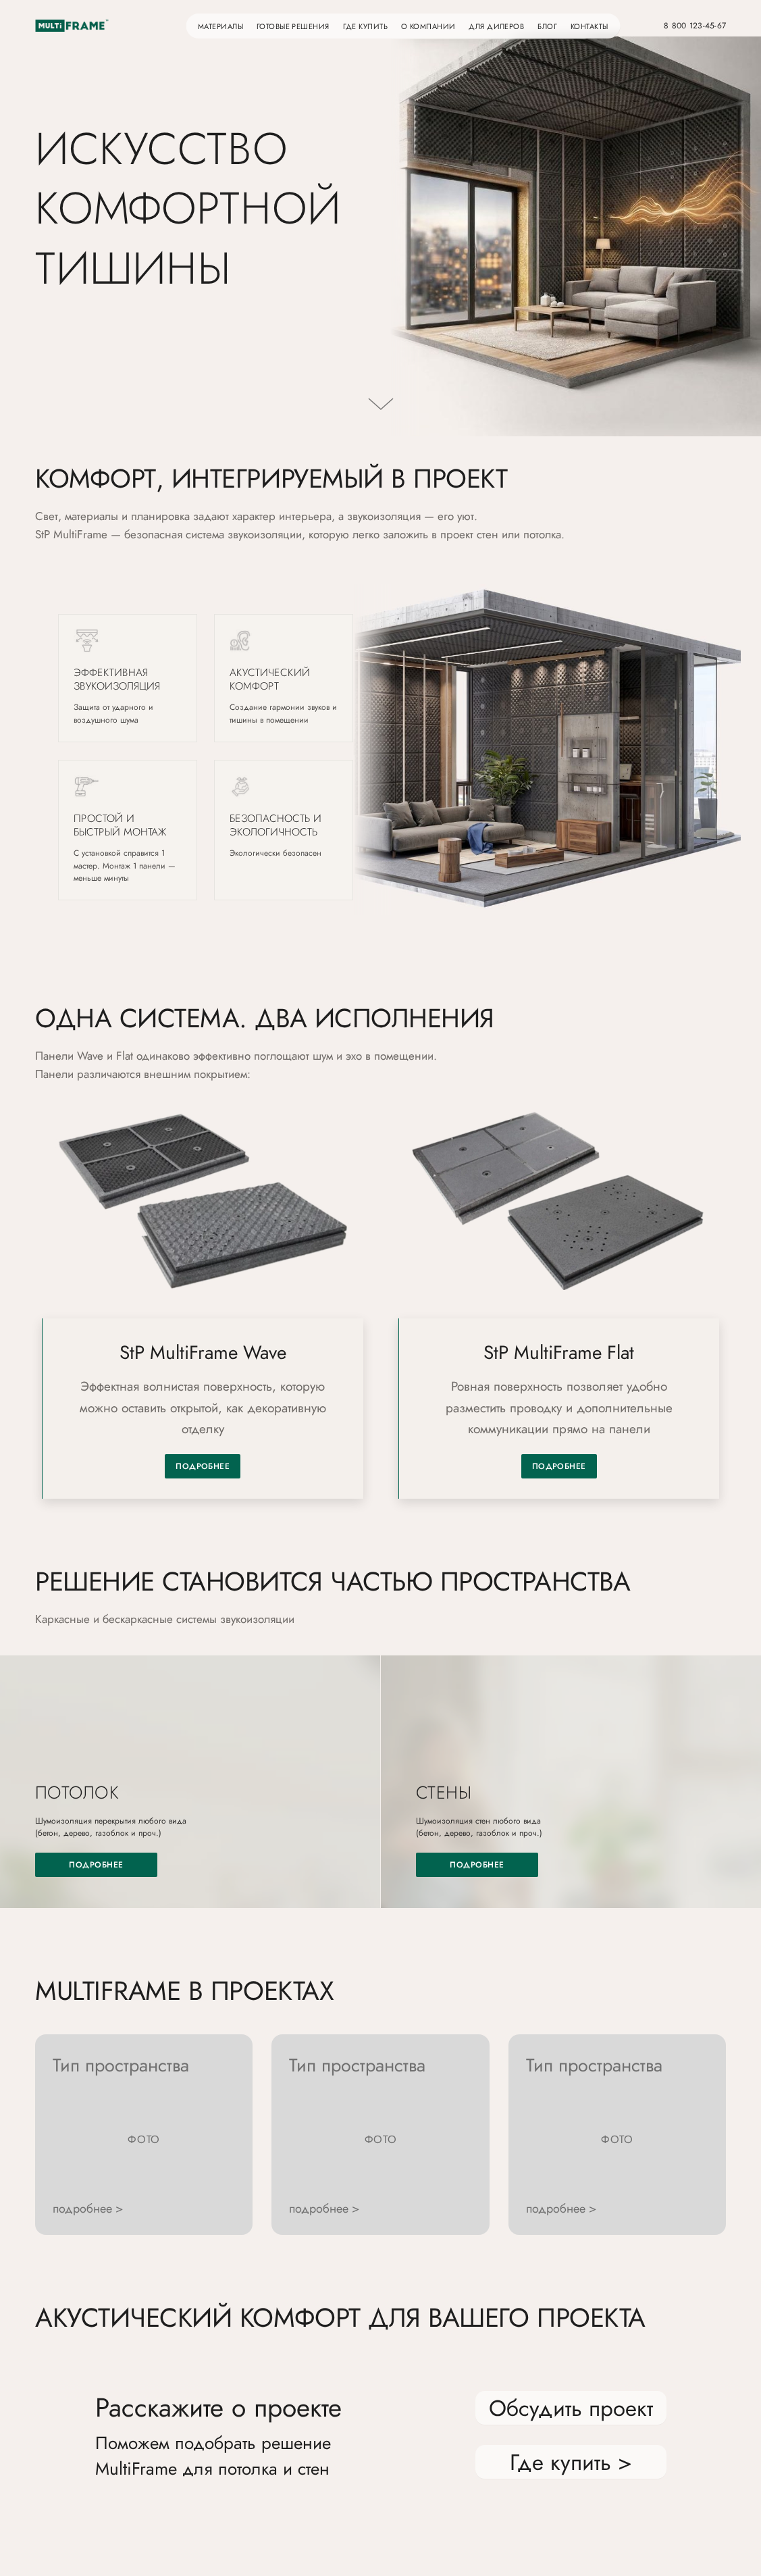 MULTI FRAME
МАТЕРИАЛЫ ГОТОВЫЕ РЕШЕНИЯ ГДЕ КУПИТЬ О КОМПАНИИ ДЛЯ ДИЛЕРОВ БЛОГ КОНТАКТЫ
8 800 123-45-67
ИСКУССТВО
КОМФОРТНОЙ
ТИШИНЫ
КОМФОРТ, ИНТЕГРИРУЕМЫЙ В ПРОЕКТ
Свет, материалы и планировка задают характер интерьера, а звукоизоляция — его уют.
StP MultiFrame — безопасная система звукоизоляции, которую легко заложить в проект стен или потолка.
ЭФФЕКТИВНАЯ
ЗВУКОИЗОЛЯЦИЯ
Защита от ударного и
воздушного шума
АКУСТИЧЕСКИЙ
КОМФОРТ
Создание гармонии звуков и
тишины в помещении
ПРОСТОЙ И
БЫСТРЫЙ МОНТАЖ
С установкой справится 1
мастер. Монтаж 1 панели —
меньше минуты
БЕЗОПАСНОСТЬ И
ЭКОЛОГИЧНОСТЬ
Экологически безопасен
ОДНА СИСТЕМА. ДВА ИСПОЛНЕНИЯ
Панели Wave и Flat одинаково эффективно поглощают шум и эхо в помещении.
Панели различаются внешним покрытием:
StP MultiFrame Wave
Эффектная волнистая поверхность, которую
можно оставить открытой, как декоративную
отделку
ПОДРОБНЕЕ
StP MultiFrame Flat
Ровная поверхность позволяет удобно
разместить проводку и дополнительные
коммуникации прямо на панели
ПОДРОБНЕЕ
РЕШЕНИЕ СТАНОВИТСЯ ЧАСТЬЮ ПРОСТРАНСТВА
Каркасные и бескаркасные системы звукоизоляции
ПОТОЛОК
Шумоизоляция перекрытия любого вида
(бетон, дерево, газоблок и проч.)
ПОДРОБНЕЕ
СТЕНЫ
Шумоизоляция стен любого вида
(бетон, дерево, газоблок и проч.)
ПОДРОБНЕЕ
MULTIFRAME В ПРОЕКТАХ
Тип пространства
ФОТО
подробнее >
Тип пространства
ФОТО
подробнее >
Тип пространства
ФОТО
подробнее >
АКУСТИЧЕСКИЙ КОМФОРТ ДЛЯ ВАШЕГО ПРОЕКТА
Расскажите о проекте
Поможем подобрать решение
MultiFrame для потолка и стен
Обсудить проект
Где купить >